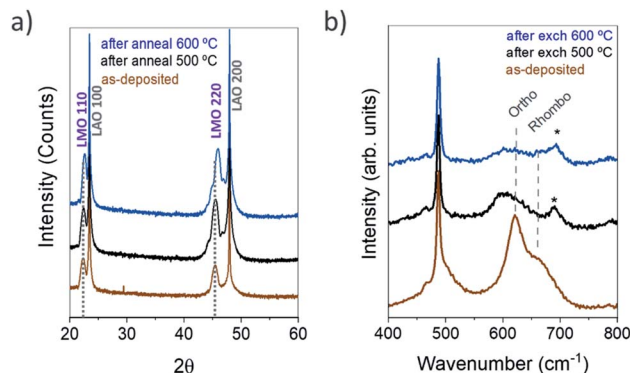 a)
after anneal 600 ºC
after anneal 500 ºC
as-deposited
LMO 110
LAO 100
LMO 220
LAO 200
Intensity (Counts)
20
30
40
50
60
2θ
b)
after exch 600 ºC
after exch 500 ºC
as-deposited
Ortho
Rhombo
*
*
Intensity (arb. units)
400
500
600
700
800
Wavenumber (cm⁻¹)